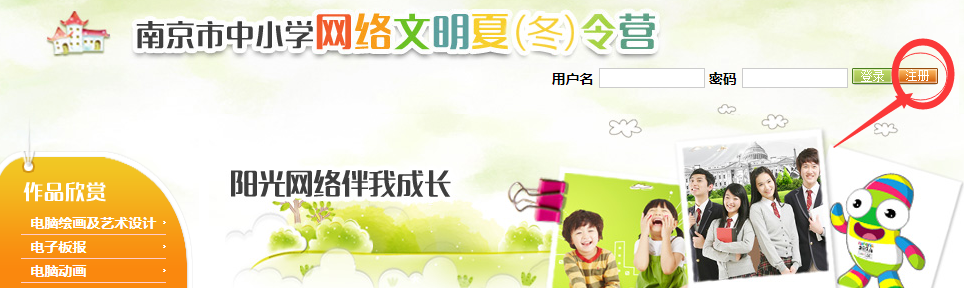 南京市中小学网络文明夏(冬)令营
用户名 密码 登录 注册
阳光网络伴我成长
作品欣赏
电脑绘画及艺术设计
电子板报
电脑动画